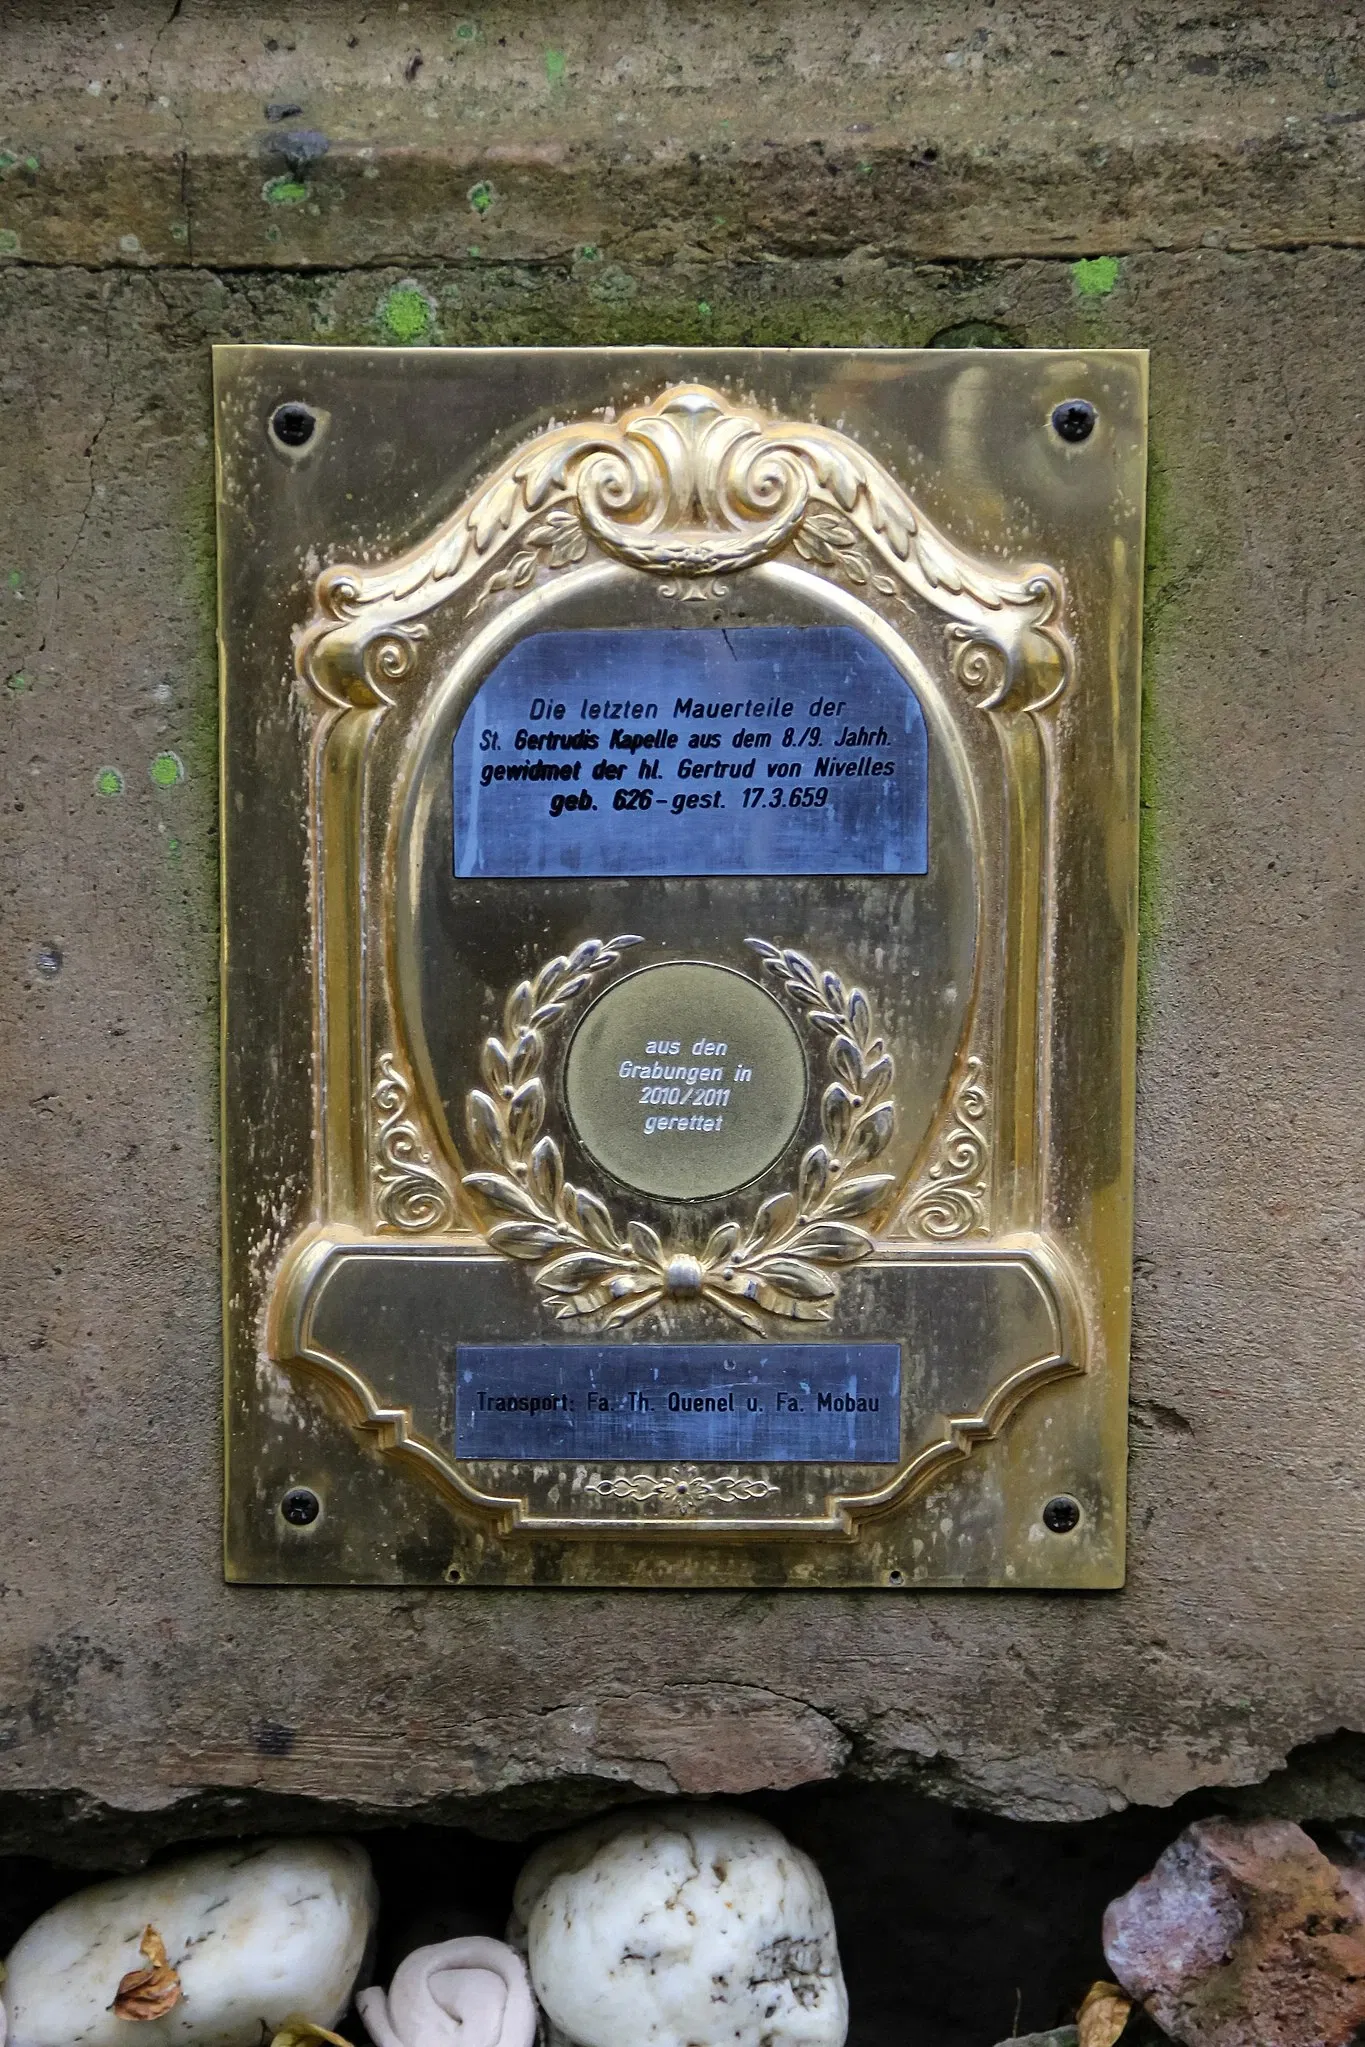 Die letzten Mauerteile der
St. Gertrudis Kapelle aus dem 8./9. Jahrh.
gewidmet der hl. Gertrud von Nivelles
geb. 626 - gest. 17.3.659
aus den
Grabungen in
2010/2011
gerettet
Transport: Fa. Th. Quenel u. Fa. Mobau